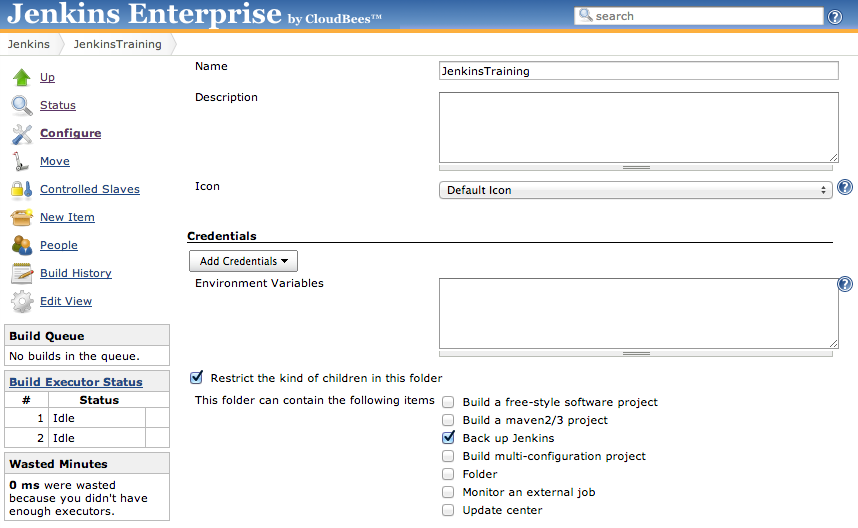 Jenkins Enterprise by CloudBees™
search
Jenkins JenkinsTraining
Up
Status
Configure
Move
Controlled Slaves
New Item
People
Build History
Edit View
Build Queue
No builds in the queue.
Build Executor Status
# Status
1 Idle
2 Idle
Wasted Minutes
0 ms were wasted
because you didn't have
enough executors.
Name JenkinsTraining
Description
Icon Default Icon
Credentials
Add Credentials
Environment Variables
Restrict the kind of children in this folder
This folder can contain the following items
Build a free-style software project
Build a maven2/3 project
Back up Jenkins
Build multi-configuration project
Folder
Monitor an external job
Update center